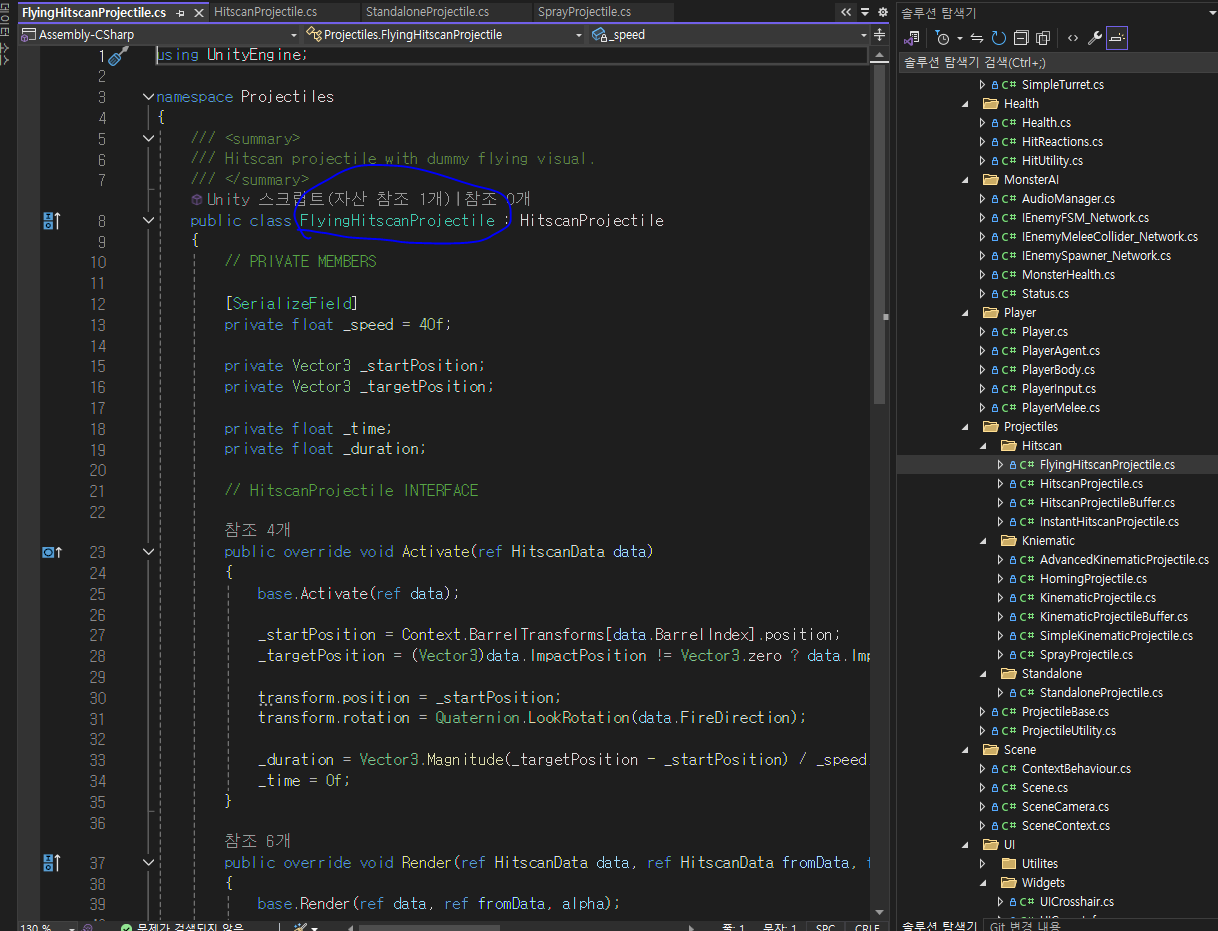 FlyingHitscanProjectile.cs
HitscanProjectile.cs
StandaloneProjectile.cs
SprayProjectile.cs
Assembly-CSharp
Projectiles.FlyingHitscanProjectile
_speed
1 using UnityEngine;
2
3 namespace Projectiles
4 {
5 /// <summary>
6 /// Hitscan projectile with dummy flying visual.
7 /// </summary>
Unity 스크립트(자산 참조 1개)|참조 0개
8 public class FlyingHitscanProjectile : HitscanProjectile
9 {
10 // PRIVATE MEMBERS
11
12 [SerializeField]
13 private float _speed = 40f;
14
15 private Vector3 _startPosition;
16 private Vector3 _targetPosition;
17
18 private float _time;
19 private float _duration;
20
21 // HitscanProjectile INTERFACE
22
참조 4개
23 public override void Activate(ref HitscanData data)
24 {
25 base.Activate(ref data);
26
27 _startPosition = Context.BarrelTransforms[data.BarrelIndex].position;
28 _targetPosition = (Vector3)data.ImpactPosition != Vector3.zero ? data.Imp
29
30 transform.position = _startPosition;
31 transform.rotation = Quaternion.LookRotation(data.FireDirection);
32
33 _duration = Vector3.Magnitude(_targetPosition - _startPosition) / _speed
34 _time = 0f;
35 }
36
참조 6개
37 public override void Render(ref HitscanData data, ref HitscanData fromData,
38 {
39 base.Render(ref data, ref fromData, alpha);
130 %
문제가 검색되지 않음
줄: 1
문자: 1
SPC
CRLF
솔루션 탐색기
솔루션 탐색기 검색(Ctrl+;)
C# SimpleTurret.cs
Health
C# Health.cs
C# HitReactions.cs
C# HitUtility.cs
MonsterAI
C# AudioManager.cs
C# IEnemyFSM_Network.cs
C# IEnemyMeleeCollider_Network.cs
C# IEnemySpawner_Network.cs
C# MonsterHealth.cs
C# Status.cs
Player
C# Player.cs
C# PlayerAgent.cs
C# PlayerBody.cs
C# PlayerInput.cs
C# PlayerMelee.cs
Projectiles
Hitscan
C# FlyingHitscanProjectile.cs
C# HitscanProjectile.cs
C# HitscanProjectileBuffer.cs
C# InstantHitscanProjectile.cs
Kniematic
C# AdvancedKinematicProjectile.cs
C# HomingProjectile.cs
C# KinematicProjectile.cs
C# KinematicProjectileBuffer.cs
C# SimpleKinematicProjectile.cs
C# SprayProjectile.cs
Standalone
C# StandaloneProjectile.cs
C# ProjectileBase.cs
C# ProjectileUtility.cs
Scene
C# ContextBehaviour.cs
C# Scene.cs
C# SceneCamera.cs
C# SceneContext.cs
UI
Utilites
Widgets
C# UICrosshair.cs
솔루션 탐색기
Git 변경 내용